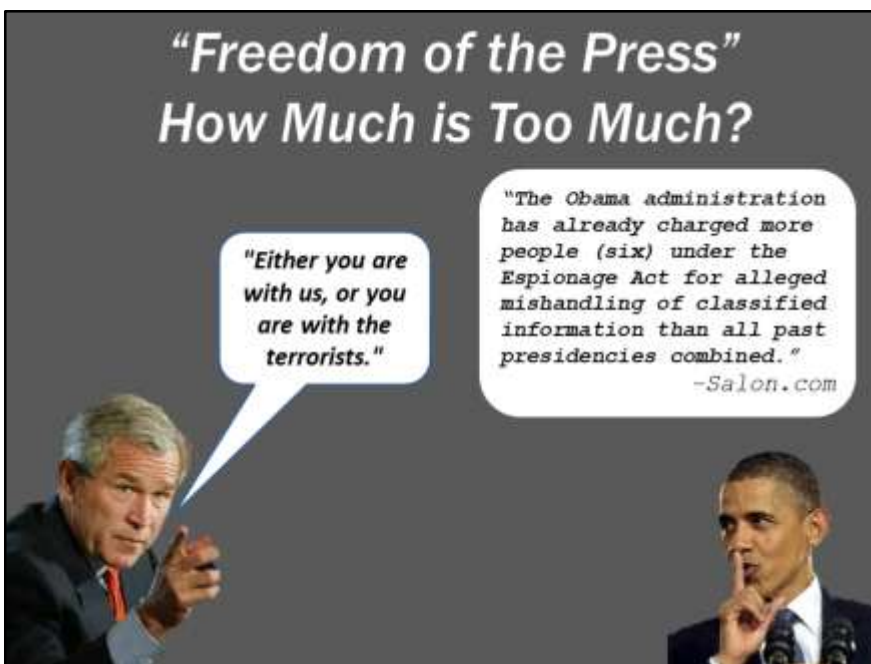 “Freedom of the Press”
How Much is Too Much?
"Either you are
with us, or you
are with the
terrorists."
“The Obama administration
has already charged more
people (six) under the
Espionage Act for alleged
mishandling of classified
information than all past
presidencies combined.”
-Salon.com